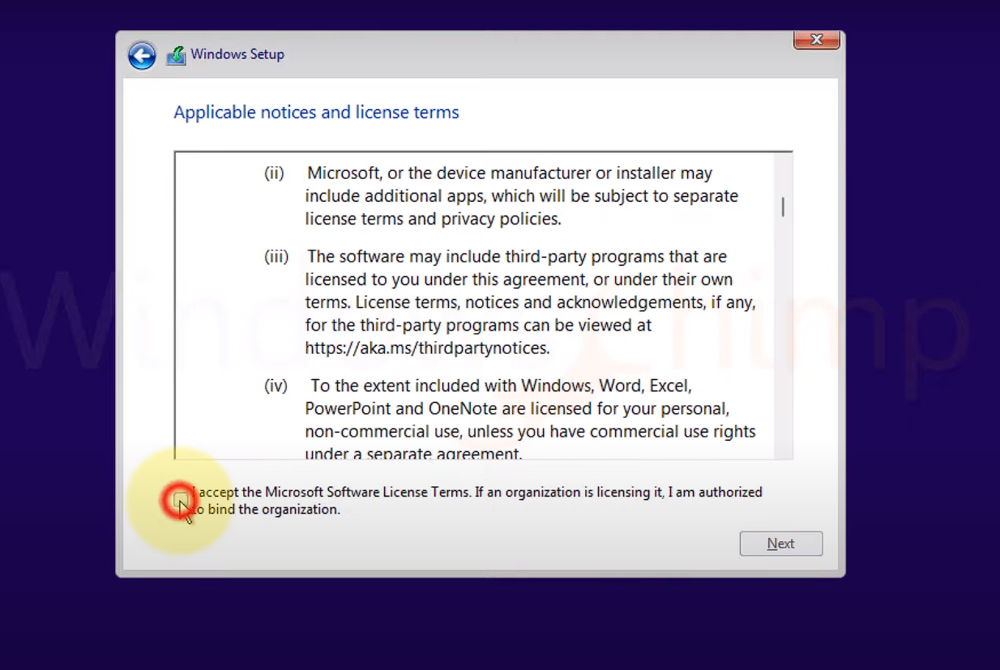 Windows Setup
Applicable notices and license terms
(ii) Microsoft, or the device manufacturer or installer may
include additional apps, which will be subject to separate
license terms and privacy policies.
(iii) The software may include third-party programs that are
licensed to you under this agreement, or under their own
terms. License terms, notices and acknowledgements, if any,
for the third-party programs can be viewed at
https://aka.ms/thirdpartynotices.
(iv) To the extent included with Windows, Word, Excel,
PowerPoint and OneNote are licensed for your personal,
non-commercial use, unless you have commercial use rights
under a separate agreement.
I accept the Microsoft Software License Terms. If an organization is licensing it, I am authorized
to bind the organization.
Next